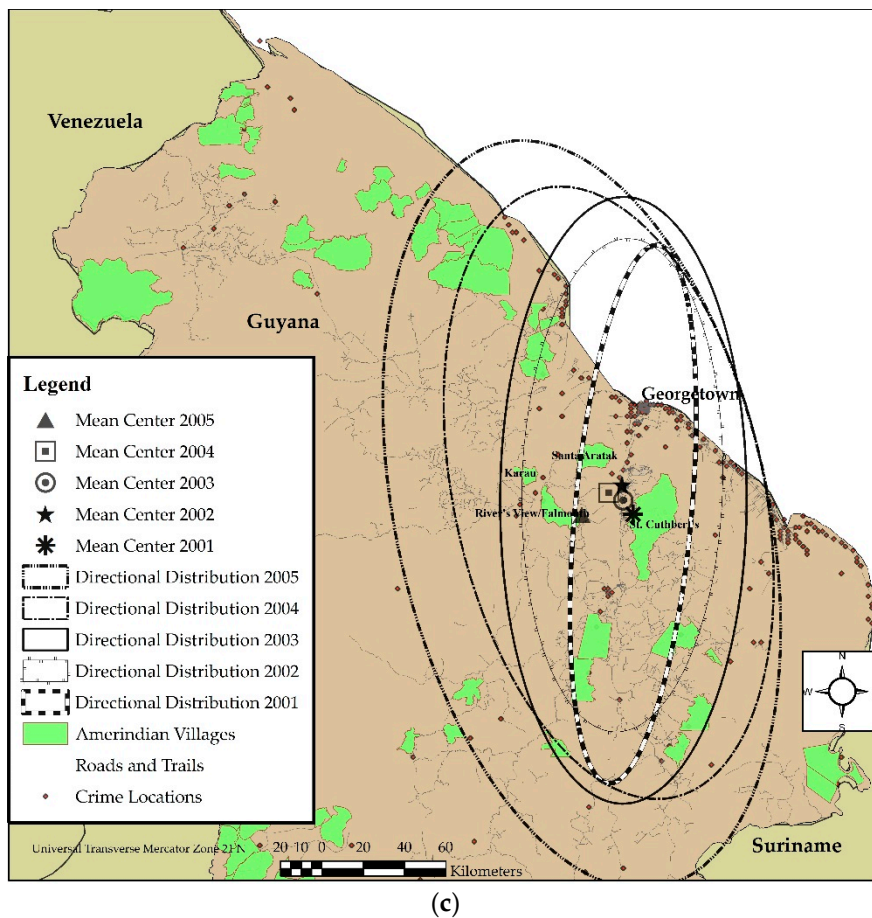 Venezuela
Guyana
Georgetown
Santa Aratak
Karau
River's View/Falmouth
St. Cuthbert's
Legend
Mean Center 2005
Mean Center 2004
Mean Center 2003
Mean Center 2002
Mean Center 2001
Directional Distribution 2005
Directional Distribution 2004
Directional Distribution 2003
Directional Distribution 2002
Directional Distribution 2001
Amerindian Villages
Roads and Trails
Crime Locations
N
W E
S
Suriname
Universal Transverse Mercator Zone 21N
20 10 0 20 40 60
Kilometers
(c)